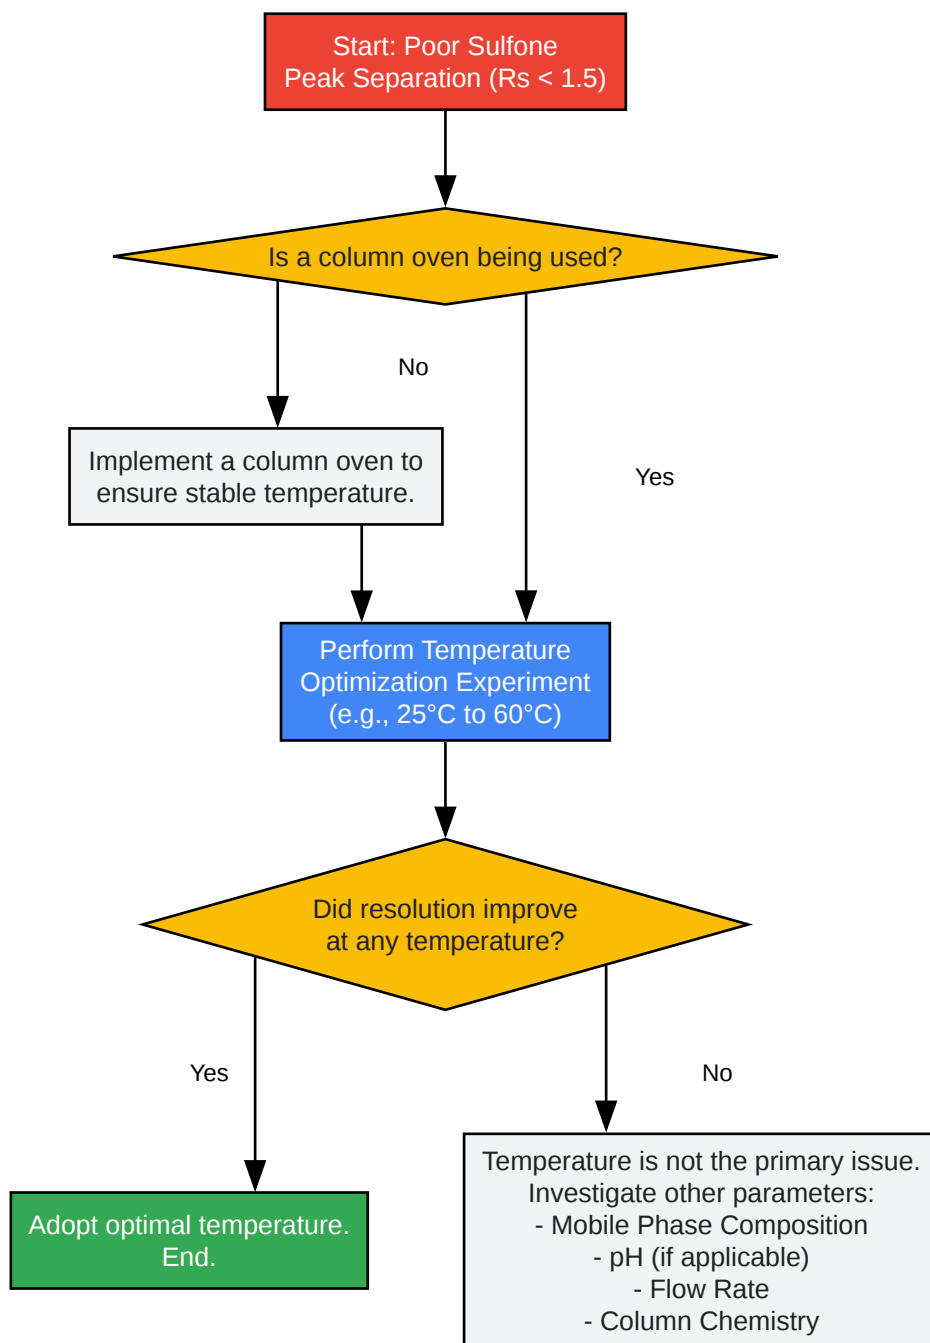 Start: Poor Sulfone
Peak Separation (Rs < 1.5)
Is a column oven being used?
No
Implement a column oven to
ensure stable temperature.
Yes
Perform Temperature
Optimization Experiment
(e.g., 25°C to 60°C)
Did resolution improve
at any temperature?
Yes
No
Adopt optimal temperature.
End.
Temperature is not the primary issue.
Investigate other parameters:
- Mobile Phase Composition
- pH (if applicable)
- Flow Rate
- Column Chemistry